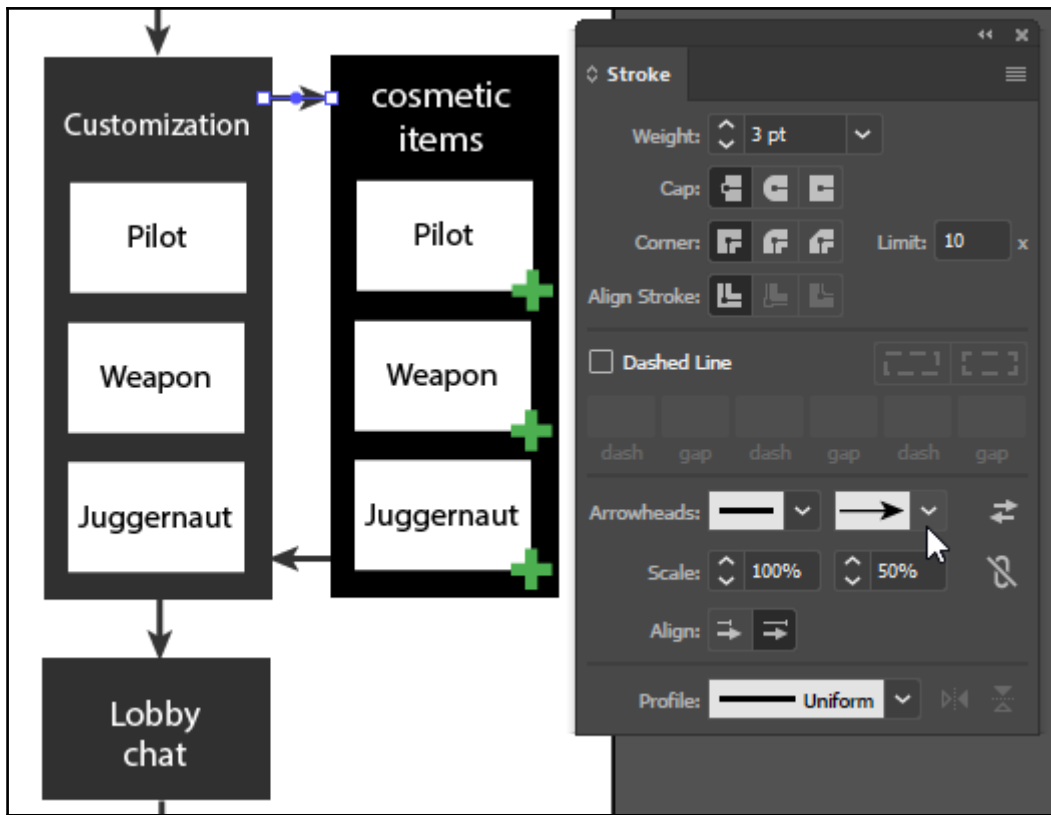 Customization
Pilot
Weapon
Juggernaut
cosmetic
items
Pilot
Weapon
Juggernaut
Lobby
chat
Stroke
Weight: 3 pt
Cap:
Corner: Limit: 10 x
Align Stroke:
Dashed Line
dash gap dash gap dash gap
Arrowheads:
Scale: 100% 50%
Align:
Profile: Uniform